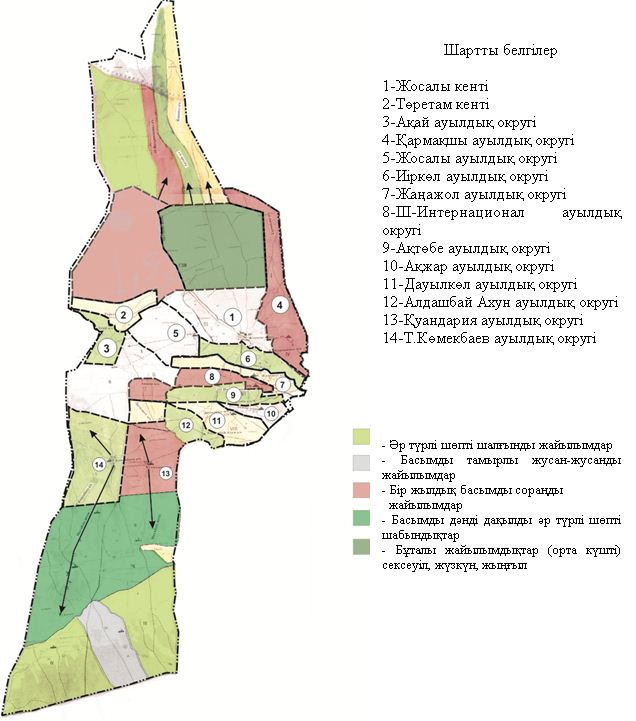 Шартты белгілер
1-Жосалы кенті
2-Төретам кенті
3-Ақай ауылдық округі
4-Қармақшы ауылдық округі
5-Жосалы ауылдық округі
6-Иіркөл ауылдық округі
7-Жаңажол ауылдық округі
8-Ш-Интернационал ауылдық
округі
9-Ақтөбе ауылдық округі
10-Ақжар ауылдық округі
11-Дауылкөл ауылдық округі
12-Алдашбай Ахун ауылдық округі
13-Қуандария ауылдық округі
14-Т.Көмекбаев ауылдық округі
- Әр түрлі шөпті шалғынды жайылымдар
- Басымды тамырлы жусан-жусанды
жайылымдар
- Бір жылдық басымды сораңды
жайылымдар
- Басымды дәнді дақылды әр түрлі шөпті
шабындықтар
- Бұталы жайылымдықтар (орта күшті)
сексеуіл, жүзкүн, жыңғыл
1
2
3
4
5
6
7
8
9
10
11
12
13
14